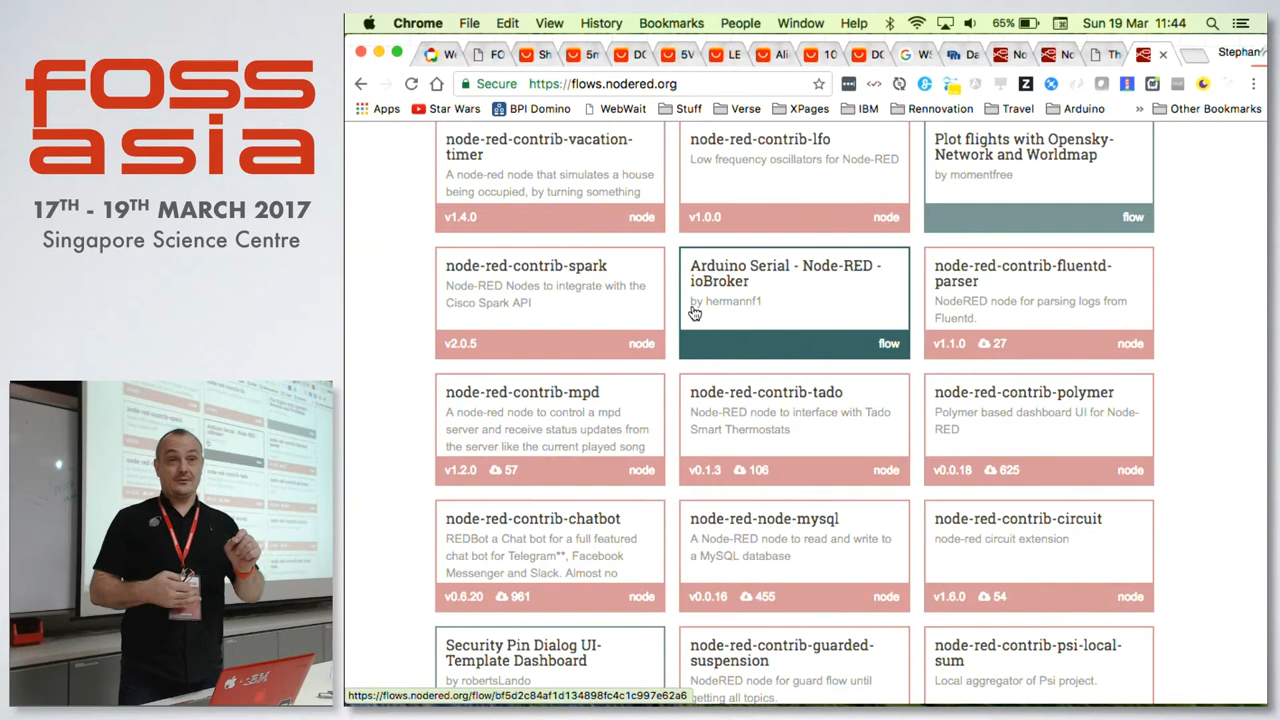 foss
asia
17TH - 19TH MARCH 2017
Singapore Science Centre
Chrome File Edit View History Bookmarks People Window Help 65% Sun 19 Mar 11:44
Stephan
Secure https://flows.nodered.org
Apps Star Wars BPI Domino WebWait Stuff Verse XPages IBM Rennovation Travel Arduino » Other Bookmarks
node-red-contrib-vacation-
timer
A node-red node that simulates a house
being occupied, by turning something
v1.4.0 node
node-red-contrib-lfo
Low frequency oscillators for Node-RED
v1.0.0 node
Plot flights with Opensky-
Network and Worldmap
by momentfree
flow
node-red-contrib-spark
Node-RED Nodes to integrate with the
Cisco Spark API
v2.0.5 node
Arduino Serial - Node-RED -
ioBroker
by hermannf1
flow
node-red-contrib-fluentd-
parser
NodeRED node for parsing logs from
Fluentd.
v1.1.0 27 node
node-red-contrib-mpd
A node-red node to control a mpd
server and receive status updates from
the server like the current played song
v1.2.0 57 node
node-red-contrib-tado
Node-RED node to interface with Tado
Smart Thermostats
v0.1.3 106 node
node-red-contrib-polymer
Polymer based dashboard UI for Node-
RED
v0.0.18 625 node
node-red-contrib-chatbot
REDBot a Chat bot for a full featured
chat bot for Telegram**, Facebook
Messenger and Slack. Almost no
v0.6.20 961 node
node-red-node-mysql
A Node-RED node to read and write to
a MySQL database
v0.0.16 455 node
node-red-contrib-circuit
node-red circuit extension
v1.6.0 54 node
Security Pin Dialog UI-
Template Dashboard
by robertsLando
node-red-contrib-guarded-
suspension
NodeRED node for guard flow until
getting all topics.
node-red-contrib-psi-local-
sum
Local aggregator of Psi project.
https://flows.nodered.org/flow/bf5d2c84af1d134898fc4c1c997e62a6
IBM